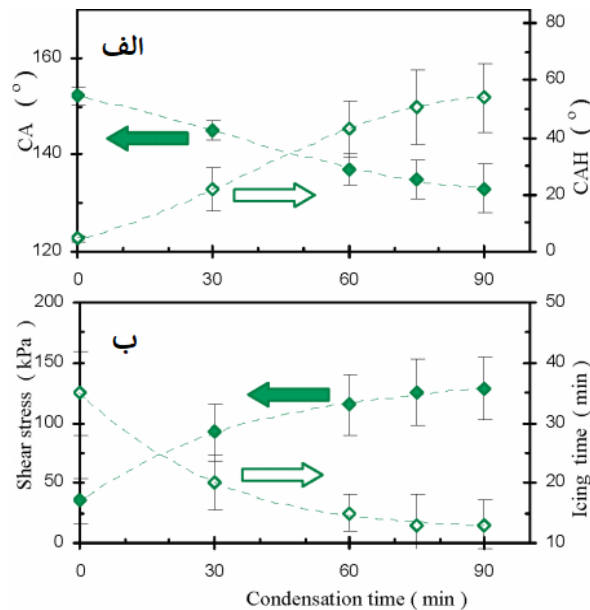 الف
160
140
120
CA ( ° )
80
60
40
20
0
CAH ( ° )
0 30 60 75 90
ب
200
150
100
50
0
Shear stress ( kPa )
50
40
30
20
10
Icing time ( min )
0 30 60 75 90
Condensation time ( min )